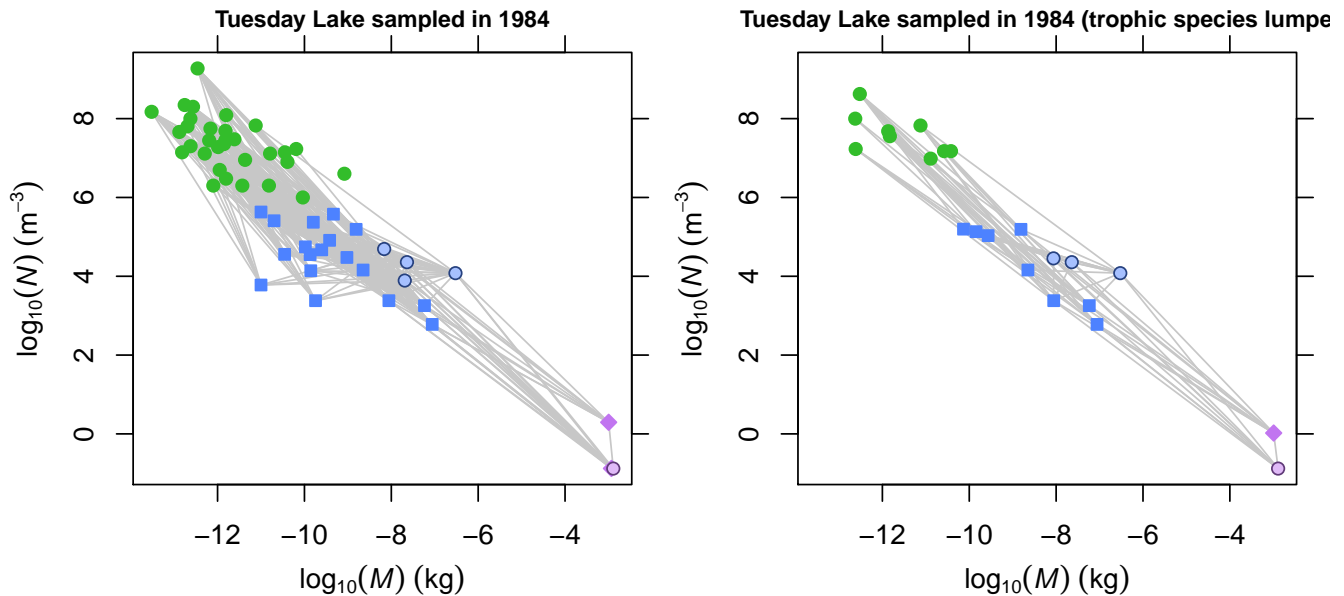 Tuesday Lake sampled in 1984
log₁₀(N) (m⁻³)
8
6
4
2
0
−12 −10 −8 −6 −4
log₁₀(M) (kg)
Tuesday Lake sampled in 1984 (trophic species lumpe
log₁₀(N) (m⁻³)
8
6
4
2
0
−12 −10 −8 −6 −4
log₁₀(M) (kg)